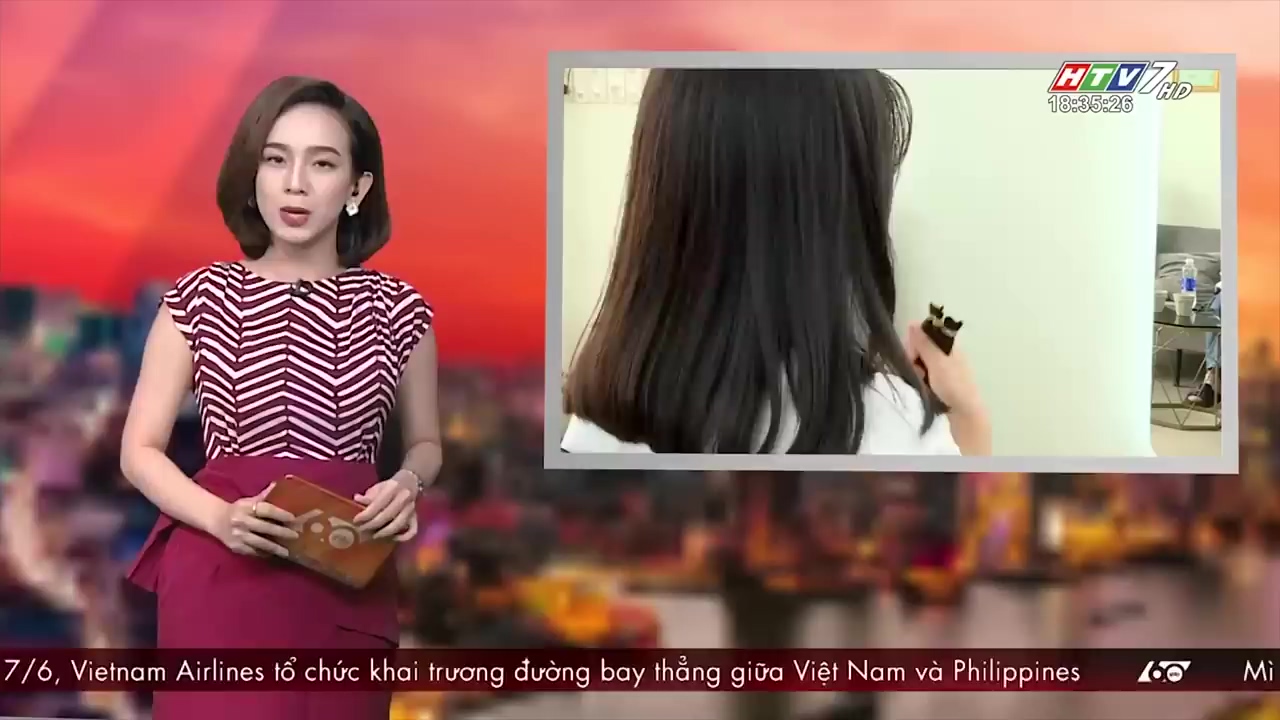 HTV7 HD
18:35:26
7/6, Vietnam Airlines tổ chức khai trương đường bay thẳng giữa Việt Nam và Philippines 60 Mì